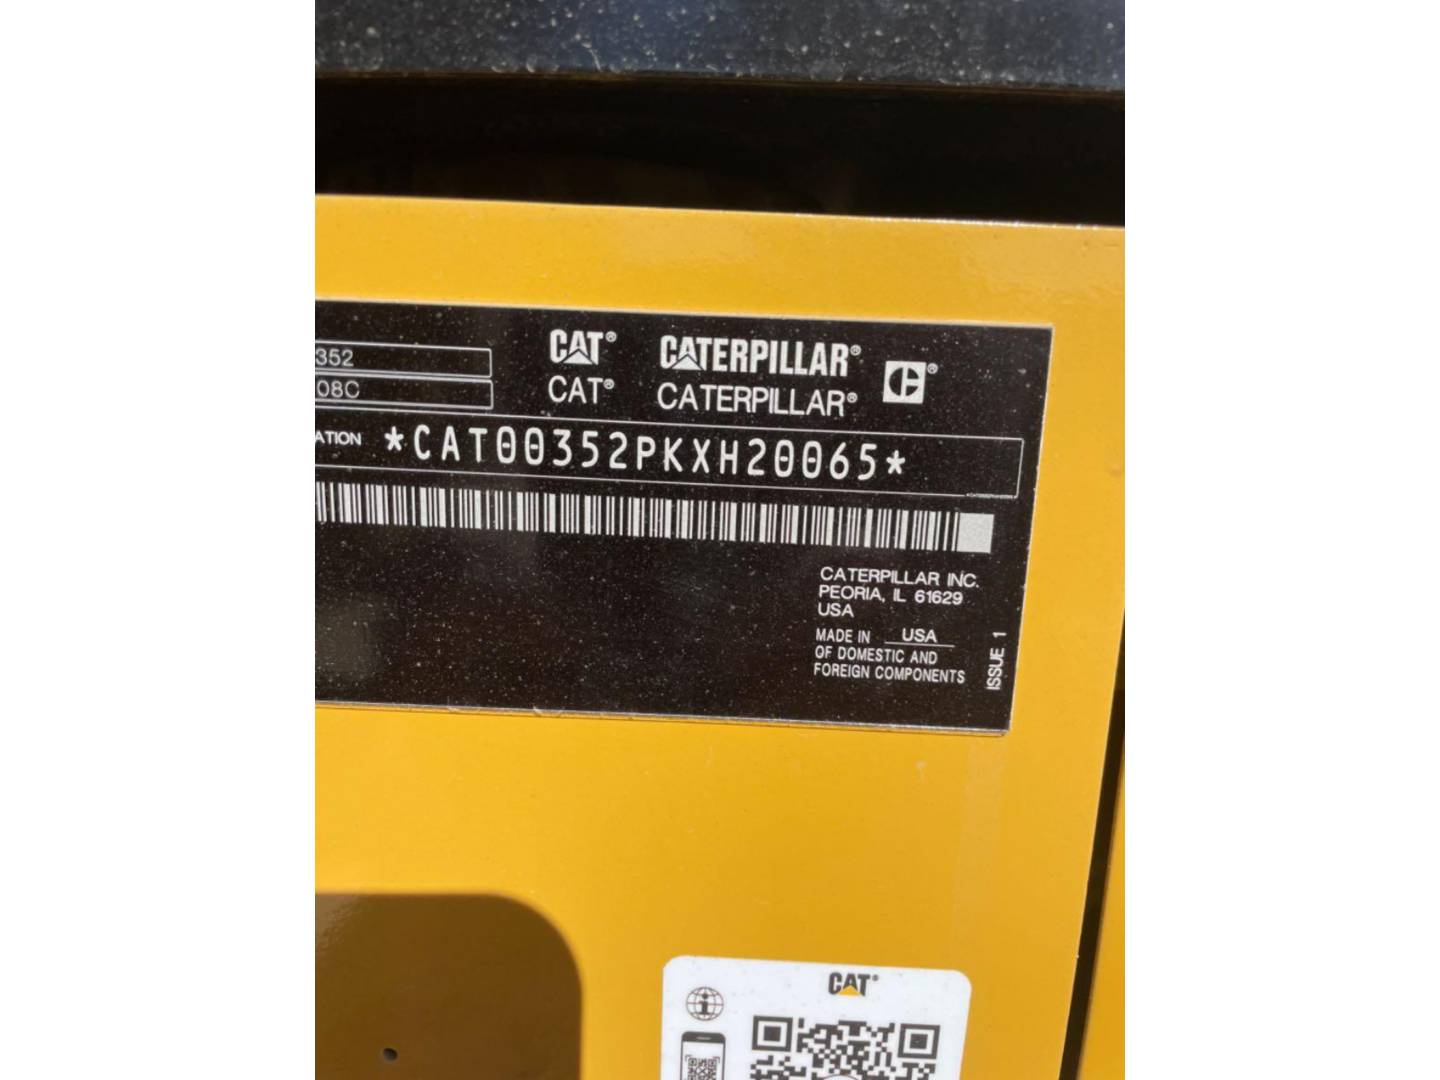 352
CAT® CATERPILLAR®
08C
CAT® CATERPILLAR®
ATION *CAT00352PKXH20065*
CATERPILLAR INC.
PEORIA, IL 61629
USA
MADE IN USA
OF DOMESTIC AND
FOREIGN COMPONENTS
ISSUE 1
CAT®